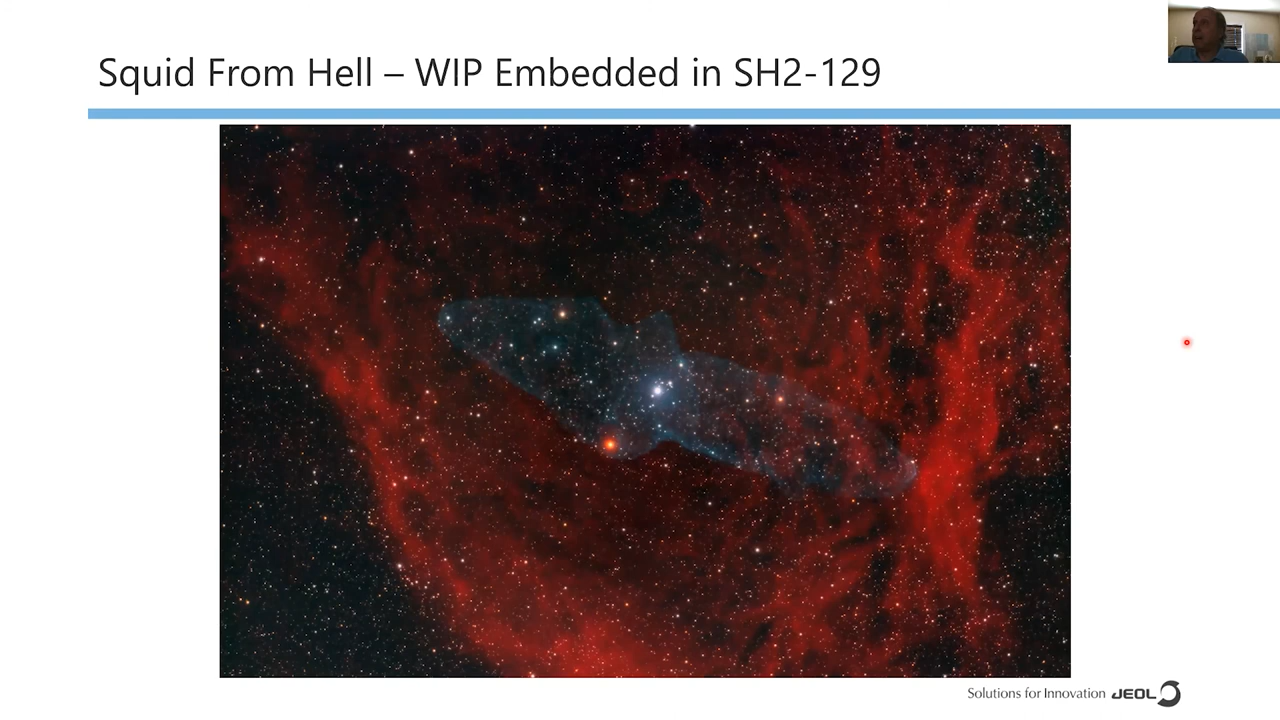 Squid From Hell – WIP Embedded in SH2-129
Solutions for Innovation JEOL